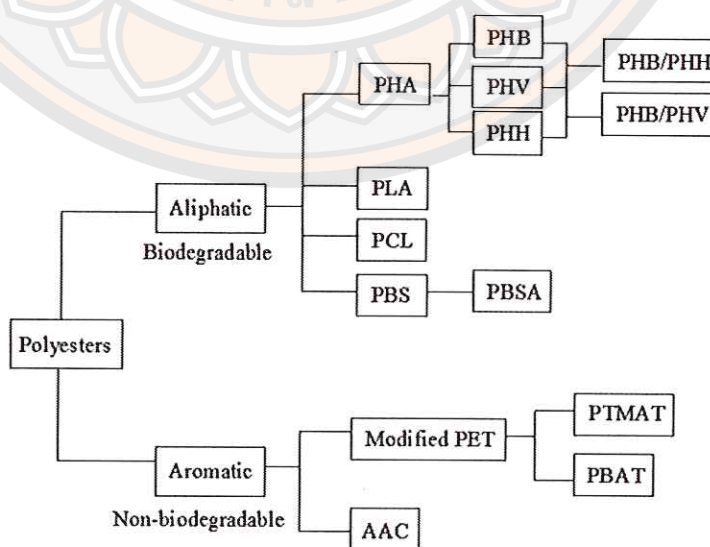 PHB
PHA
PHV
PHH
PHB/PHH
PHB/PHV
Aliphatic
Biodegradable
PLA
PCL
PBS
PBSA
Polyesters
Aromatic
Non-biodegradable
Modified PET
PTMAT
PBAT
AAC